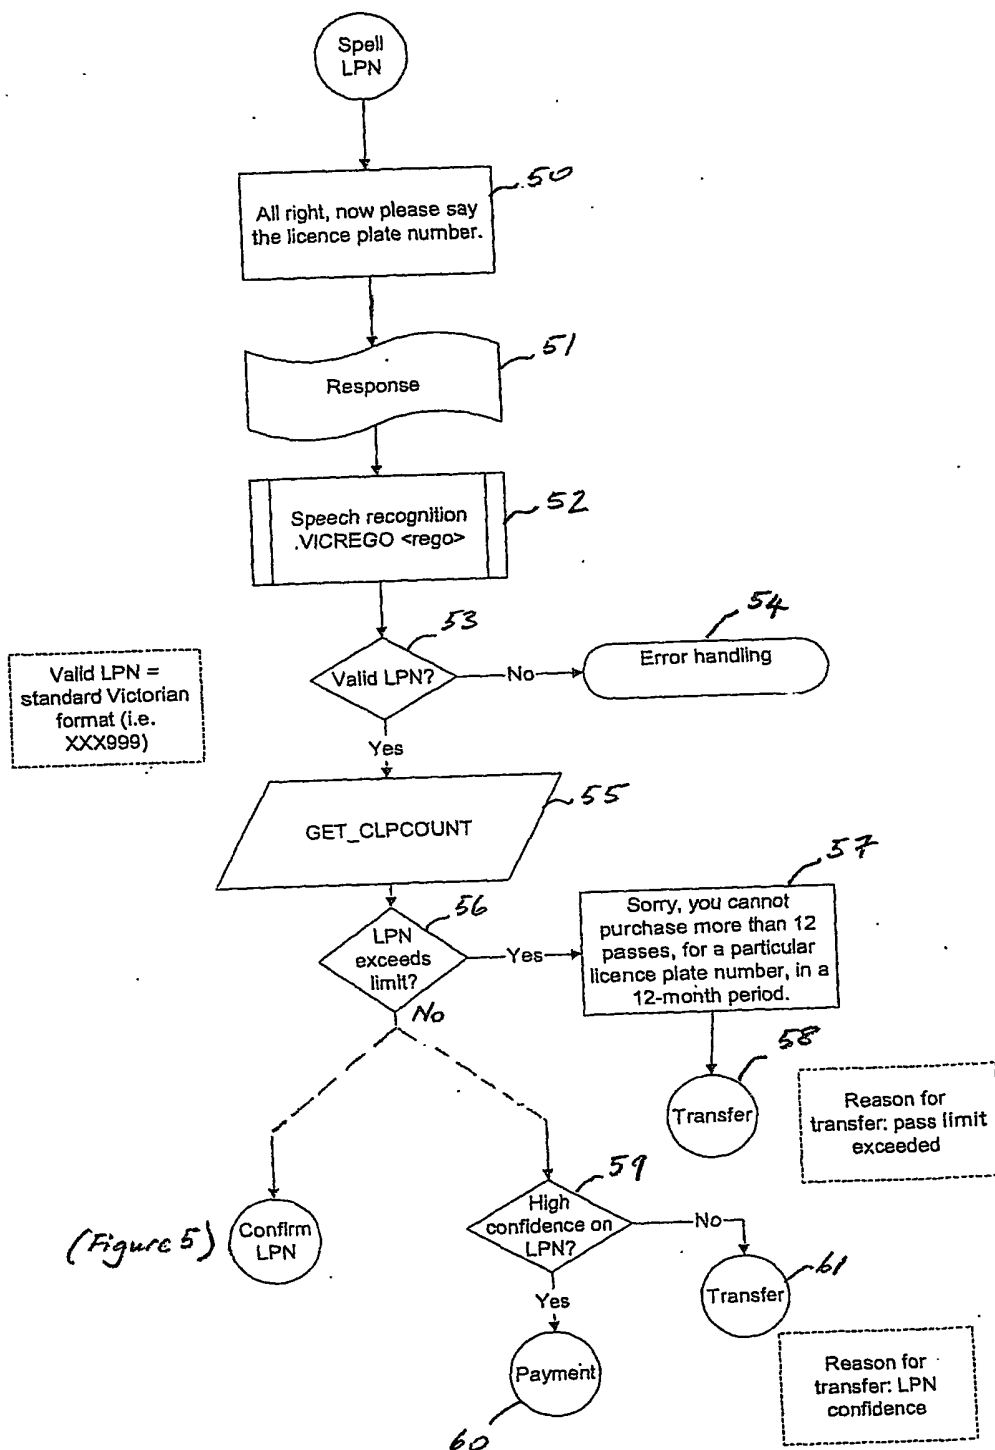 Spell
LPN
50
All right, now please say
the licence plate number.
51
Response
52
Speech recognition
.VICREGO <rego>
53
54
Valid LPN?
No
Error handling
Valid LPN =
standard Victorian
format (i.e.
XXX999)
Yes
55
GET_CLPCOUNT
56
57
LPN
exceeds
limit?
Yes
Sorry, you cannot
purchase more than 12
passes, for a particular
licence plate number, in a
12-month period.
No
58
Transfer
Reason for
transfer: pass limit
exceeded
59
High
confidence on
LPN?
No
(Figure 5)
Confirm
LPN
61
Transfer
Yes
Payment
60
Reason for
transfer: LPN
confidence